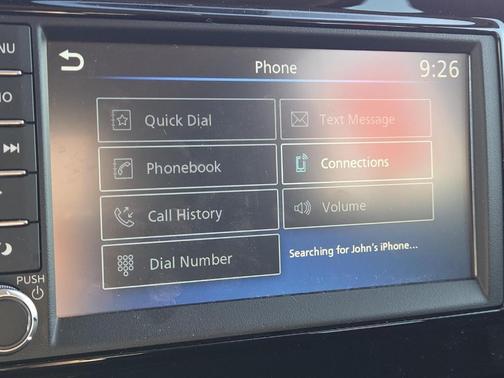 NU
Phone
9:26
Quick Dial
Text Message
Phonebook
Connections
Call History
Volume
Dial Number
Searching for John's iPhone...
PUSH